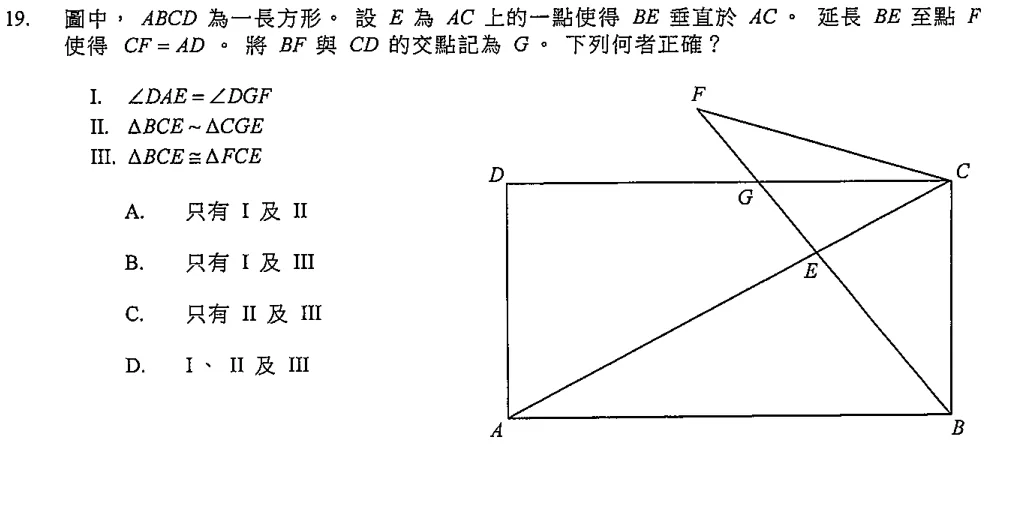 19. 圖中，ABCD 為一長方形。設 E 為 AC 上的一點使得 BE 垂直於 AC。延長 BE 至點 F
使得 CF = AD。將 BF 與 CD 的交點記為 G。下列何者正確？
I. ∠DAE = ∠DGF
II. ΔBCE ~ ΔCGE
III. ΔBCE ≅ ΔFCE
A. 只有 I 及 II
B. 只有 I 及 III
C. 只有 II 及 III
D. I、II 及 III
F
D
C
G
E
A
B